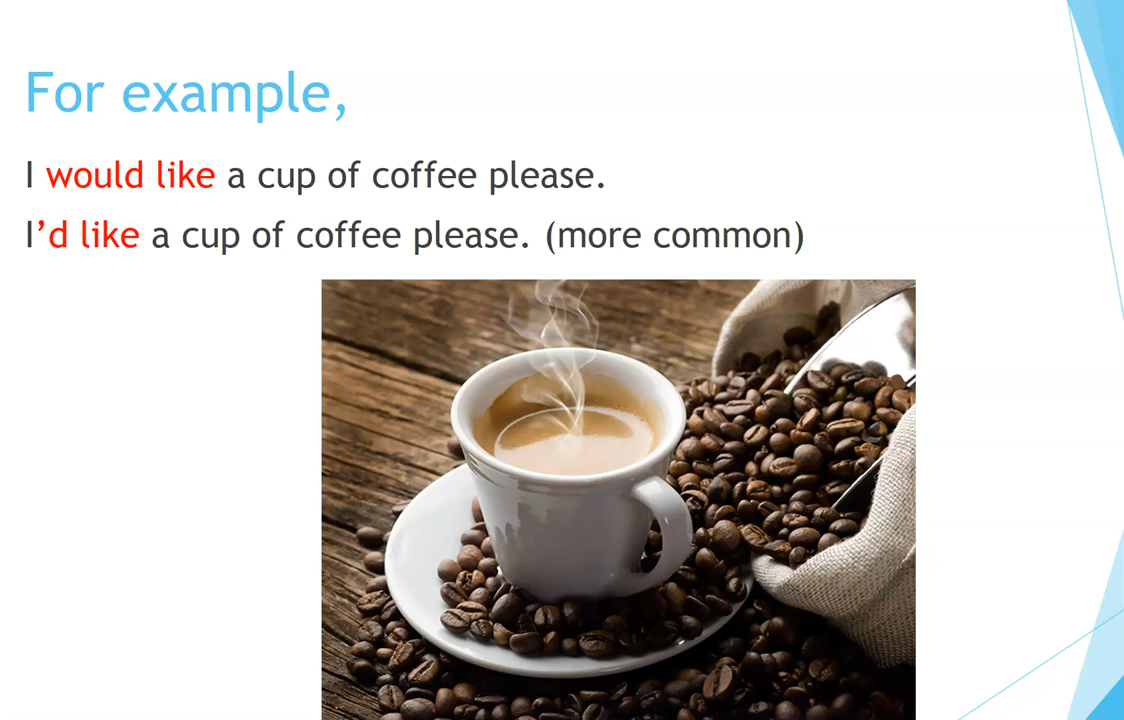 For example,
I would like a cup of coffee please.
I’d like a cup of coffee please. (more common)